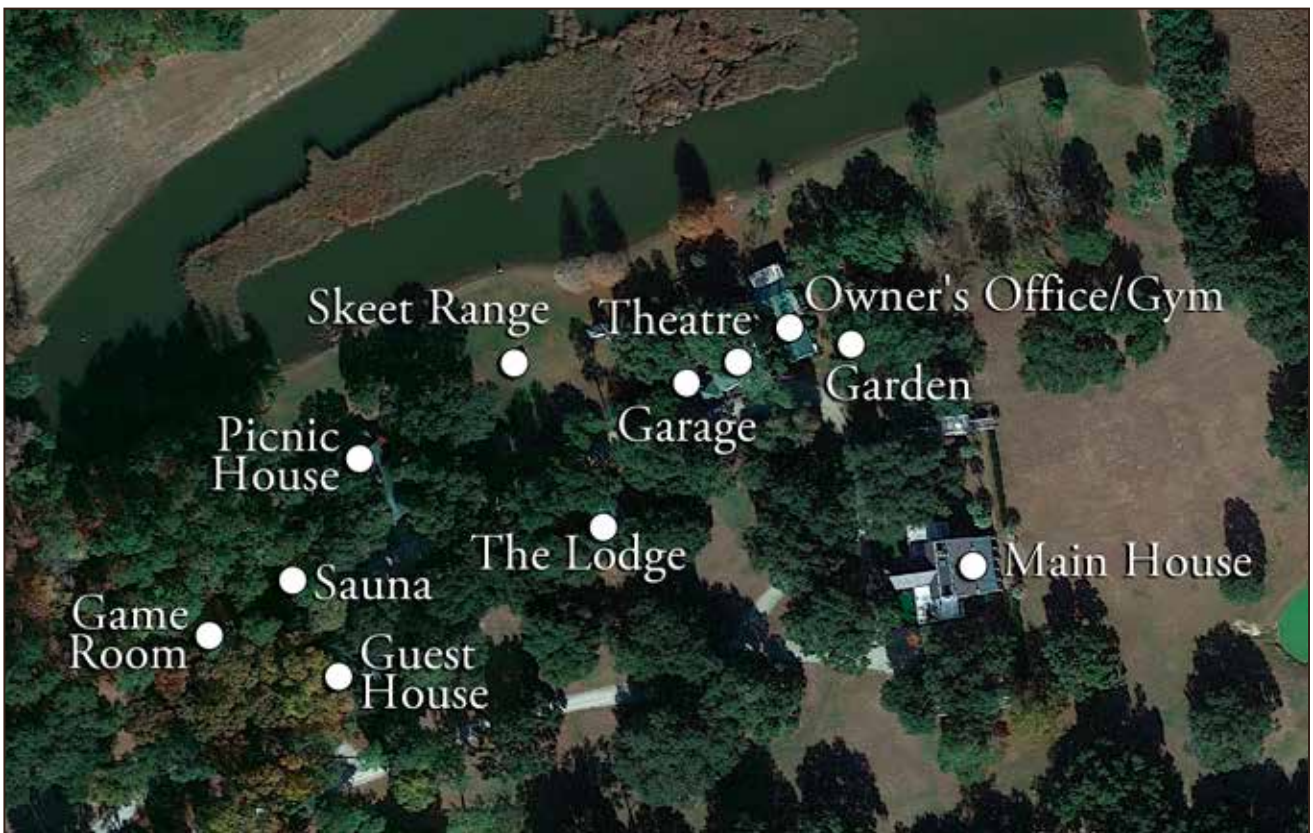 Skeet Range
Theatre
Owner's Office/Gym
Garden
Garage
Picnic
House
The Lodge
Main House
Sauna
Game
Room
Guest
House